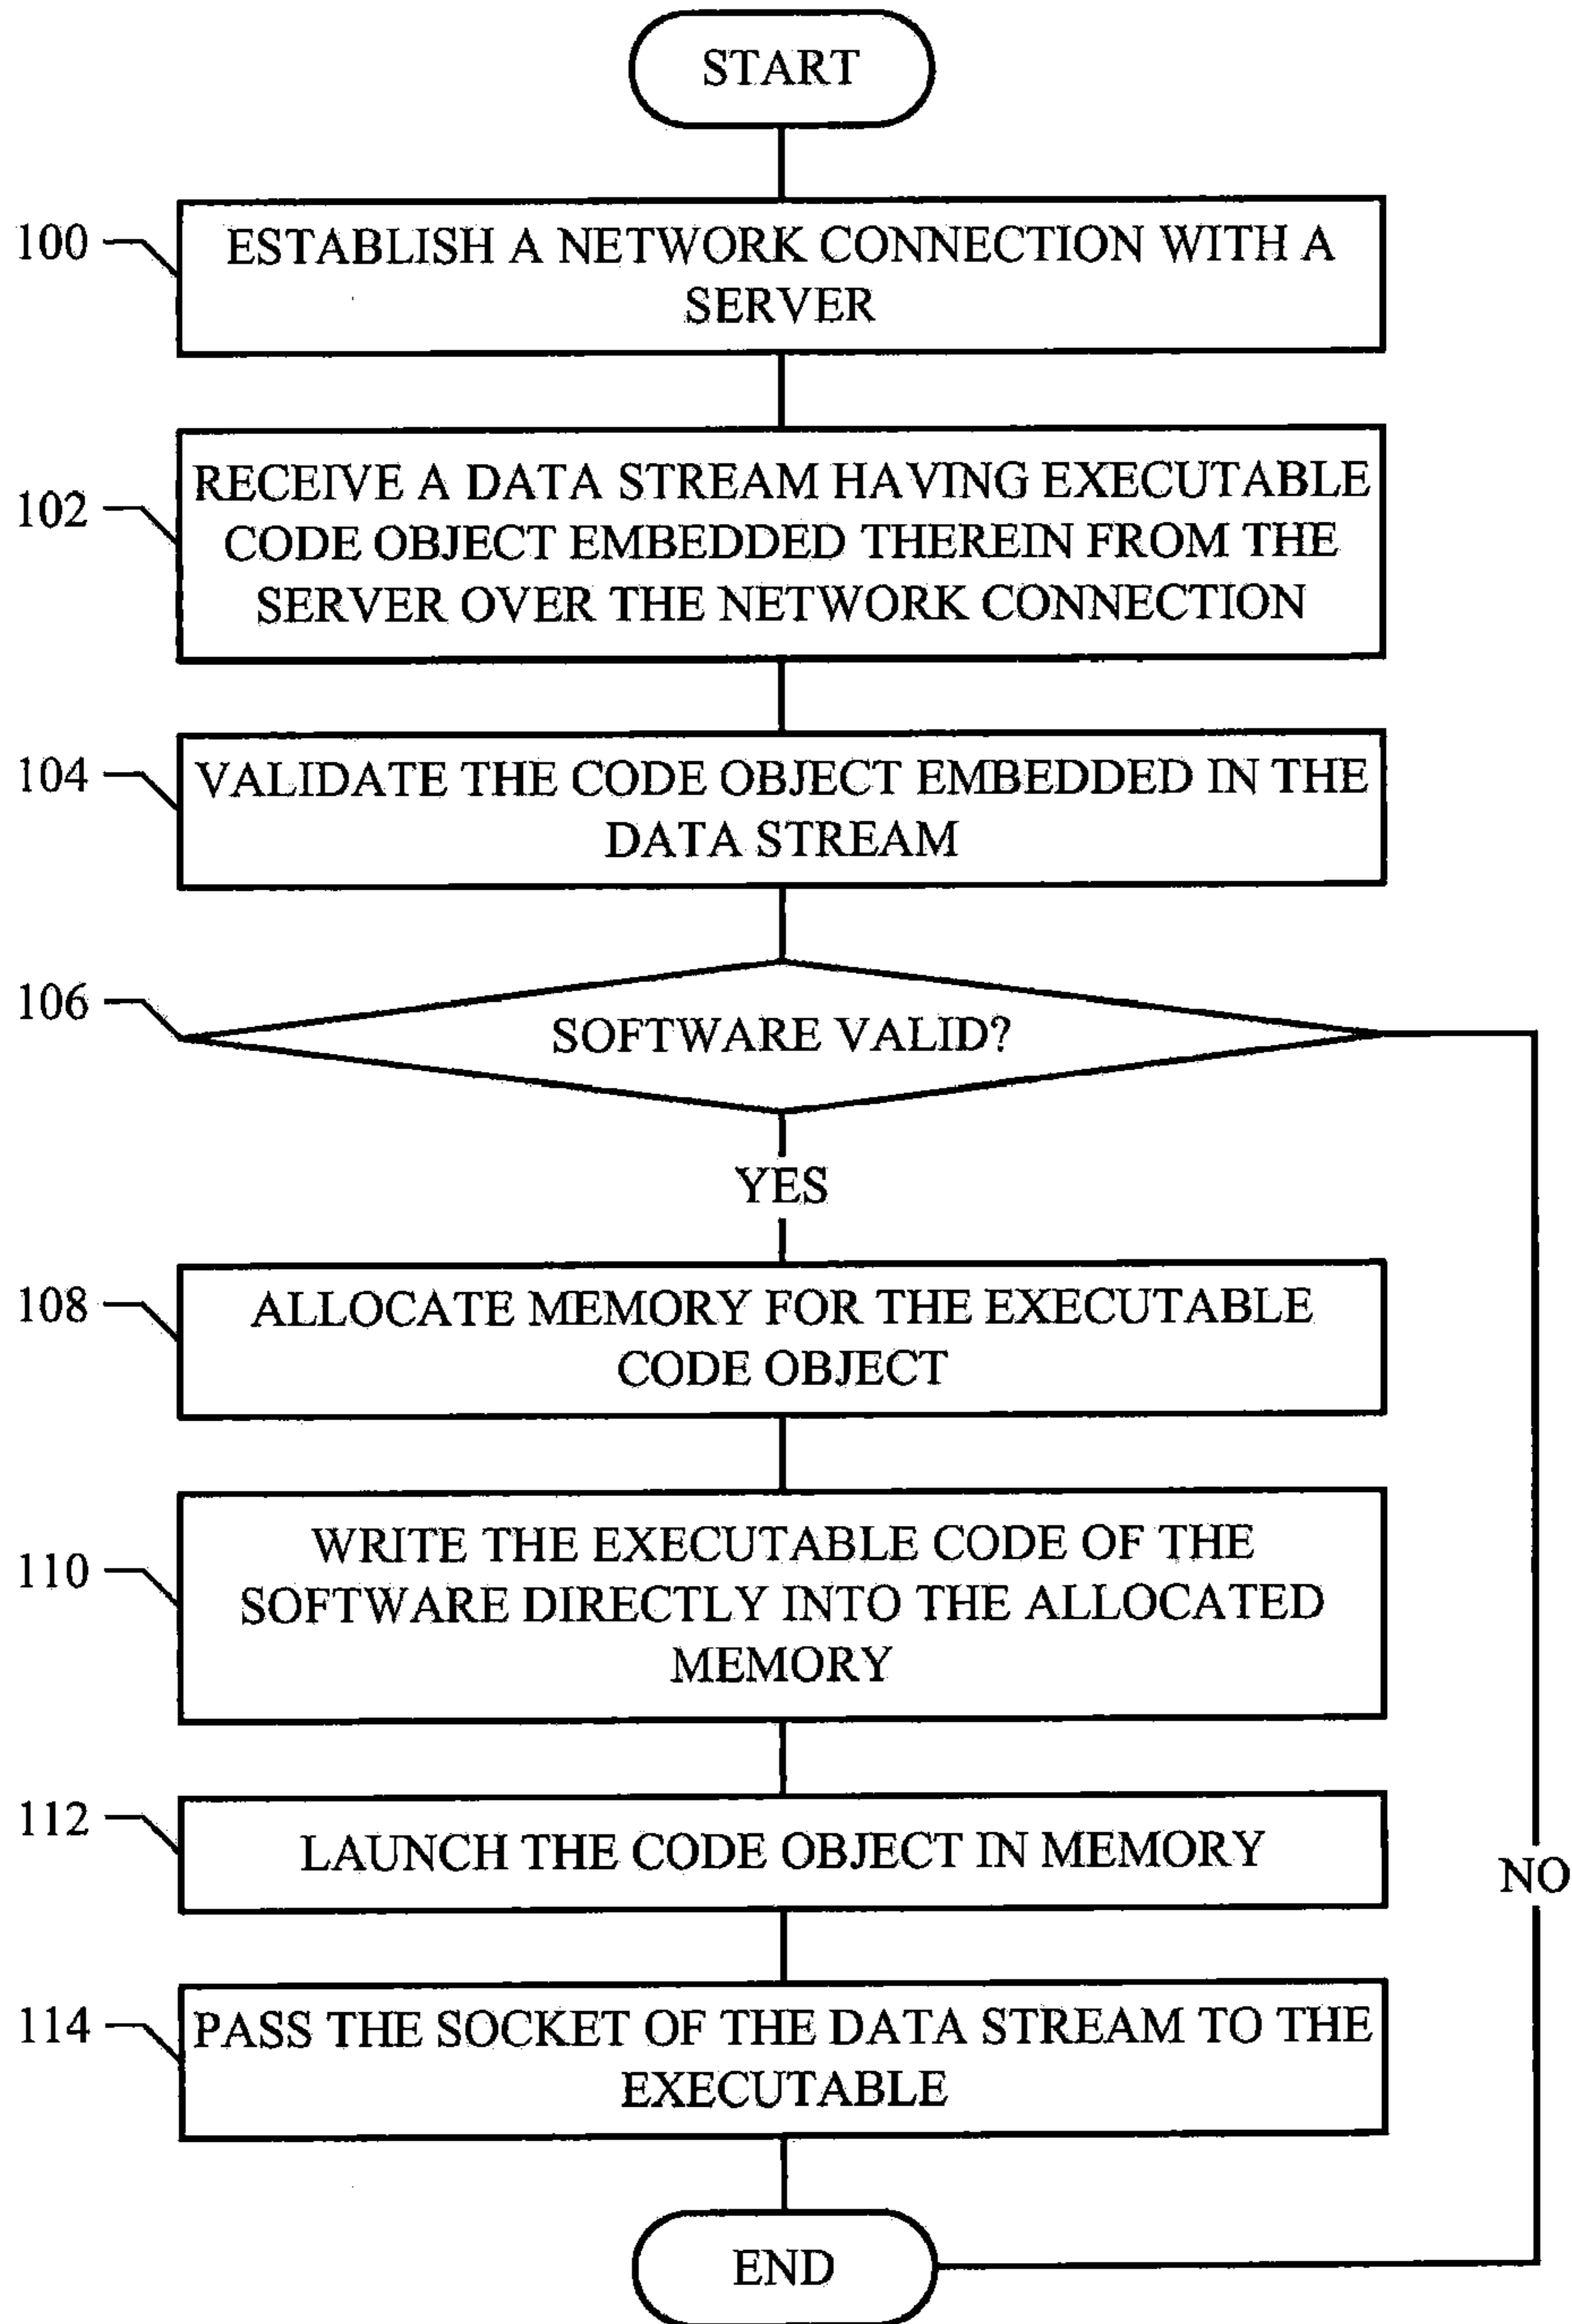 START
100
ESTABLISH A NETWORK CONNECTION WITH A
SERVER
102
RECEIVE A DATA STREAM HAVING EXECUTABLE
CODE OBJECT EMBEDDED THEREIN FROM THE
SERVER OVER THE NETWORK CONNECTION
104
VALIDATE THE CODE OBJECT EMBEDDED IN THE
DATA STREAM
106
SOFTWARE VALID?
YES
108
ALLOCATE MEMORY FOR THE EXECUTABLE
CODE OBJECT
110
WRITE THE EXECUTABLE CODE OF THE
SOFTWARE DIRECTLY INTO THE ALLOCATED
MEMORY
112
LAUNCH THE CODE OBJECT IN MEMORY
NO
114
PASS THE SOCKET OF THE DATA STREAM TO THE
EXECUTABLE
END